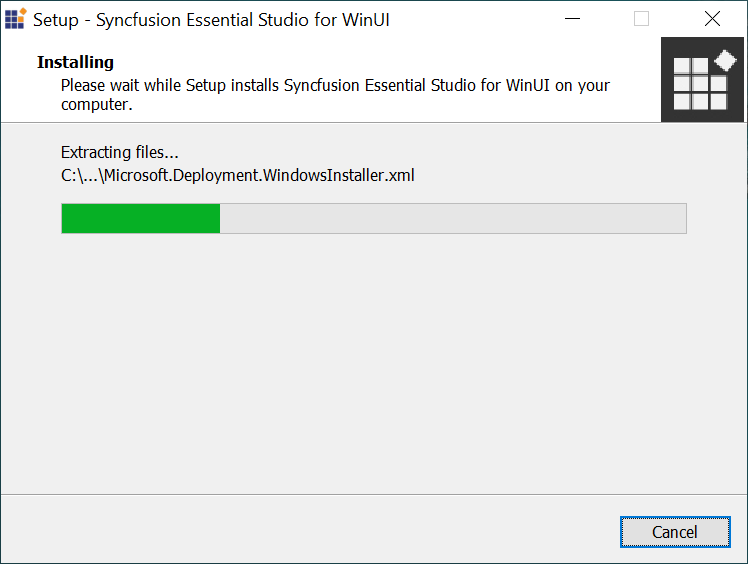 Setup - Syncfusion Essential Studio for WinUI
Installing
Please wait while Setup installs Syncfusion Essential Studio for WinUI on your
computer.
Extracting files...
C:\...\Microsoft.Deployment.WindowsInstaller.xml
Cancel